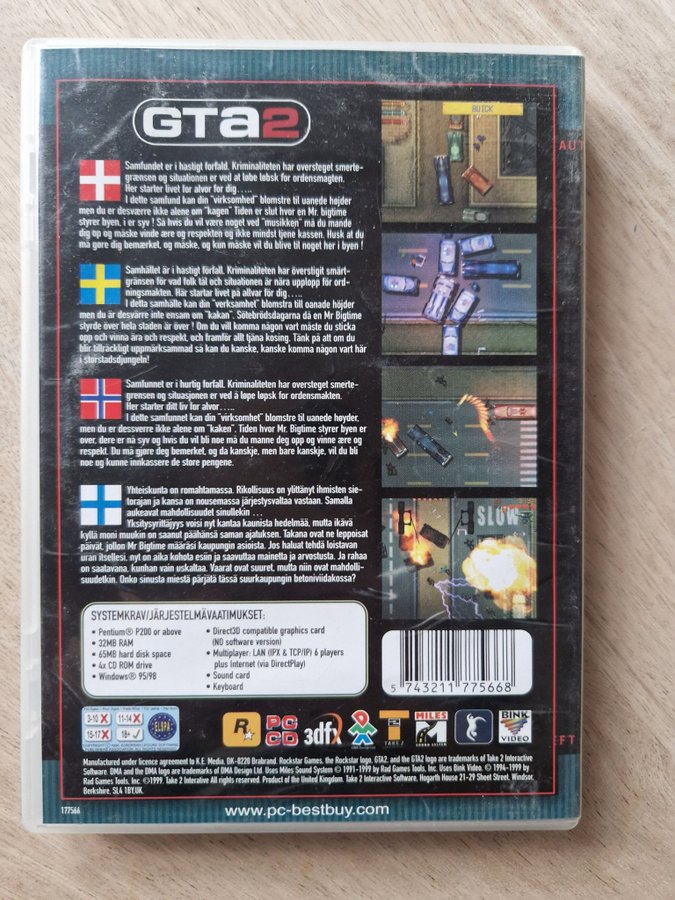 GTa2
Samfundet er i hastigt forfald. Kriminaliteten har oversteget smerte-
grænsen og situationen er ved at løbe løbsk for ordensmagten.
Her starter livet for alvor for dig.....
I dette samfund kan din "virksomhed" blomstre til uanede højder
men du er desværre ikke alene om "kagen" Tiden er slut hvor en Mr. bigtime
styrer byen, i er syv ! Så hvis du vil være noget ved "musikken" må du mande
dig op og måske vinde ære og respekten og ikke mindst tjene kassen. Husk at du
må gøre dig bemærket, og måske, og kun måske vil du blive til noget her i byen !
Samhället är i hastigt förfall. Kriminaliteten har överstigit smärt-
gränsen för vad folk tål och situationen är nära upplopp för ord-
ningsmakten. Här startar livet på allvar för dig.....
I detta samhälle kan din "verksamhet" blomstra till oanade höjder
men du är desvärre inte ensam om "kakan". Sötebrödsdagarna då en Mr Bigtime
styrde över hela staden är över ! Om du vill komma någon vart måste du sticka
opp och vinna ära och respekt, och framför allt tjäna kosing. Tänk på att om du
blir tillräckligt uppmärksammad så kan du kanske, kanske komma någon vart här
i storstadsdjungeln!
Samfunnet er i hurtig forfall. Kriminaliteten har oversteget smerte-
grensen og situasjonen er ved å løpe løpsk for ordensmakten.
Her starter ditt liv for alvor.....
I dette samfunnet kan din "virksomhet" blomstre til uanede høyder,
men du er dessverre ikke alene om "kaken". Tiden hvor Mr. Bigtime styrer byen er
over. dere er nå syv og hvis du vil bli noe må du manne deg opp og vinne ære og
respekt. Du må gjøre deg bemerket, og da kanskje, men bare kanskje, vil du bli
noe og kunne innkassere de store pengene.
Yhteiskunta on romahtamassa. Rikollisuus on ylittänyt ihmisten sie-
torajan ja kansa on nousemassa järjestysvaltaa vastaan. Samalla
aukeavat mahdollisuudet sinullekin ...
Yksityisyrittäjyys voisi nyt kantaa kaunista hedelmää, mutta ikävä
kyllä moni muukin on saanut päähänsä saman ajatuksen. Takana ovat ne leppoisat
päivät, jollon Mr Bigtime määräsi kaupungin asioista. Jos haluat tehdä loistavan
uran itsellesi, nyt on aika kohota esiin ja saavuttaa mainetta ja arvostusta. Ja rahaa
on saatavana, kunhan vain uskaltaa. Vaarat ovat suuret, mutta niin ovat mahdolli-
suudetkin. Onko sinusta miestä pärjätä tässä suurkaupungin betoniviidakossa?
QUICK
SLOW
AUT
EFT
SYSTEMKRAV/JÄRJESTELMÄVAATIMUKSET:
• Pentium® P200 or above
• 32MB RAM
• 65MB hard disk space
• 4x CD ROM drive
• Windows® 95/98
• Direct3D compatible graphics card
(NO software version)
• Multiplayer: LAN (IPX & TCP/IP) 6 players
plus Internet (via DirectPlay)
• Sound card
• Keyboard
5 743211 775668
3-10 X 11-14 X
15-17 X 18+ ✓
ELSPA
R
PC
CD
3dfx
DMA Design Ltd
TAKE 2
MILES
SOUND SYSTEM
BINK
VIDEO
Manufactured under licence agreement to K.E. Media. DK-8220 Brabrand. Rockstar Games. the Rockstar logo, GTA2. and the GTA2 logo are trademarks of Take 2 Interactive
Software. DMA and the DMA logo are trademarks of DMA Design Ltd. Uses Miles Sound System © 1991-1999 by Rad Games Tools, Inc. Uses Bink Video. © 1994-1999 by
Rad Games Tools, Inc. ©1999. Take 2 Interative All rights reserved. Product of the United Kingdom. Take 2 Interactive Software. Hogarth House 21-29 Sheet Street, Windsor,
Berkshire, SL4 1BY.UK.
177566
www.pc-bestbuy.com